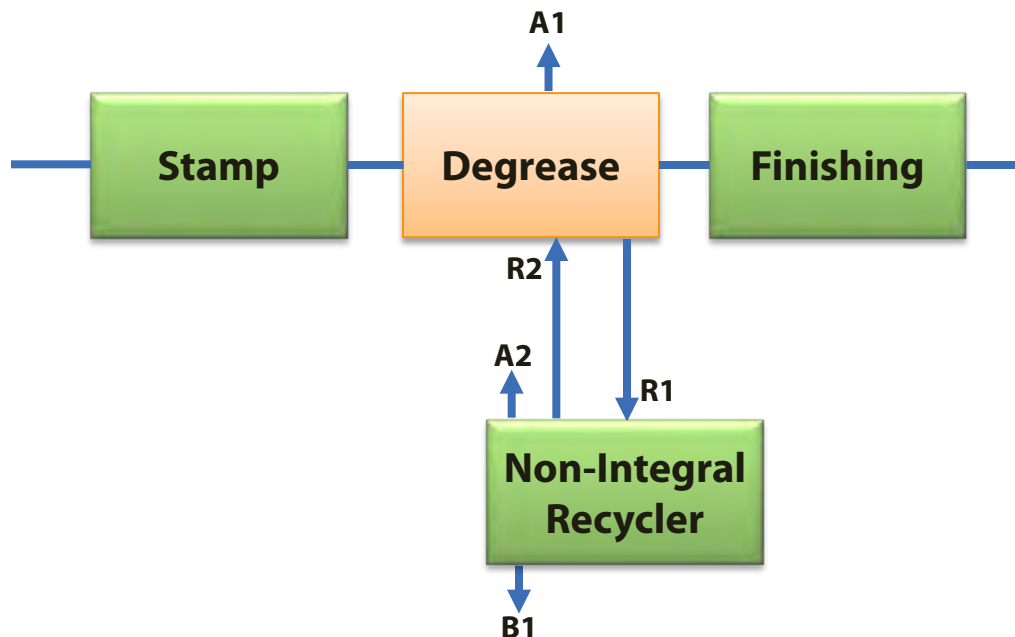 A1
Stamp
Degrease
Finishing
R2
A2
R1
Non-Integral
Recycler
B1